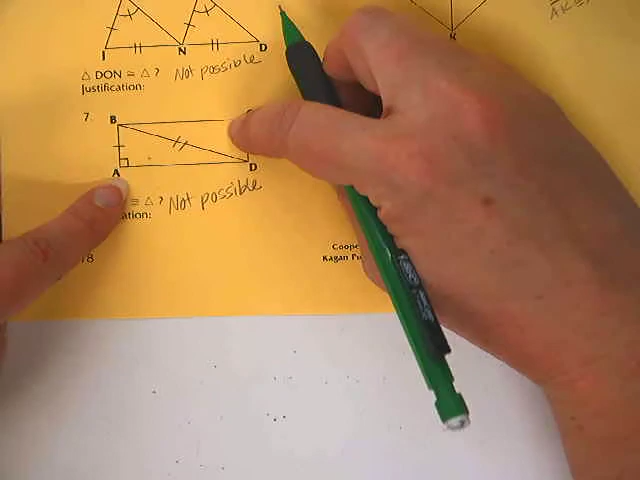 I N D
△ DON ≅ △ ? Not possible
Justification:
7.
B
A D
≅ △ ? Not possible
ation:
18
Coope
Kagan Pu
K